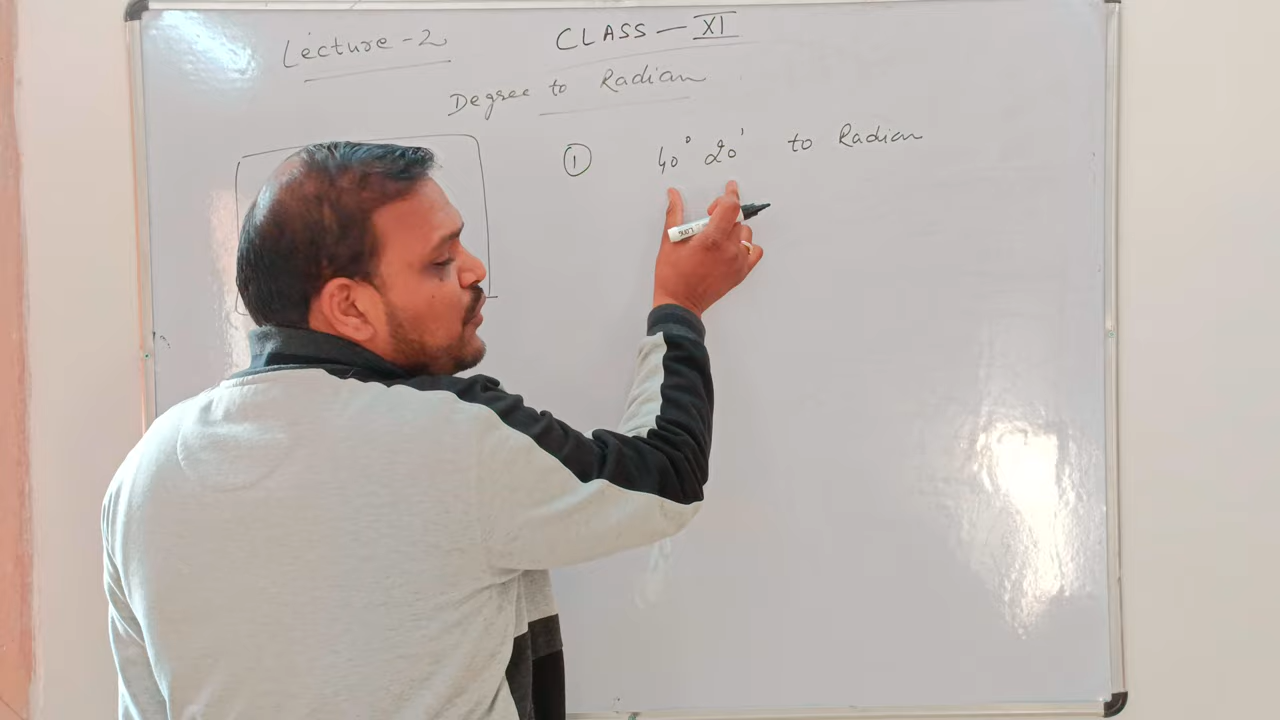 Lecture - 2
CLASS — XI
Degree to Radian
① 40° 20' to Radian